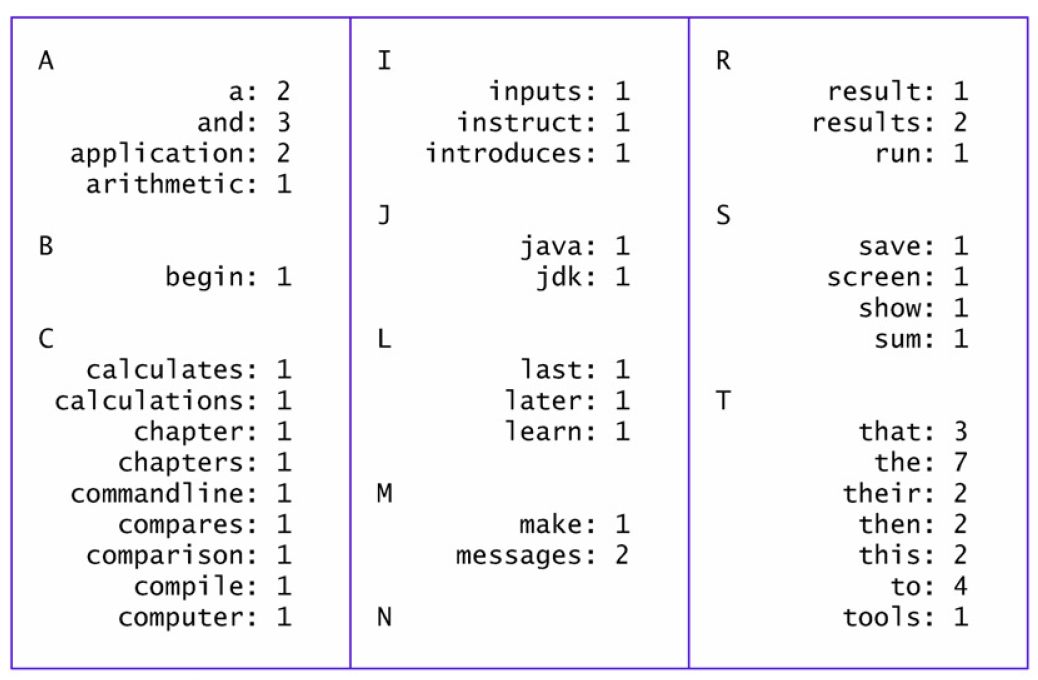 A
a: 2
and: 3
application: 2
arithmetic: 1
B
begin: 1
C
calculates: 1
calculations: 1
chapter: 1
chapters: 1
commandline: 1
compares: 1
comparison: 1
compile: 1
computer: 1
I
inputs: 1
instruct: 1
introduces: 1
J
java: 1
jdk: 1
L
last: 1
later: 1
learn: 1
M
make: 1
messages: 2
N
R
result: 1
results: 2
run: 1
S
save: 1
screen: 1
show: 1
sum: 1
T
that: 3
the: 7
their: 2
then: 2
this: 2
to: 4
tools: 1